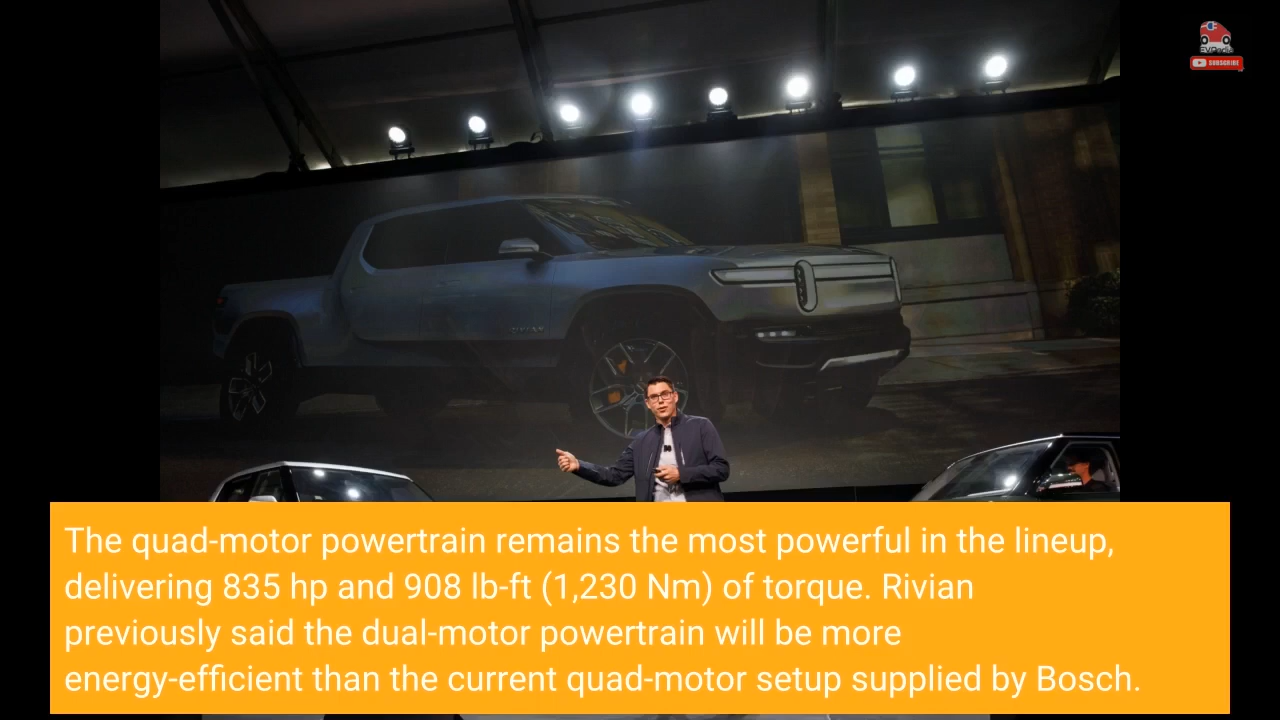 SUBSCRIBE
The quad-motor powertrain remains the most powerful in the lineup,
delivering 835 hp and 908 lb-ft (1,230 Nm) of torque. Rivian
previously said the dual-motor powertrain will be more
energy-efficient than the current quad-motor setup supplied by Bosch.